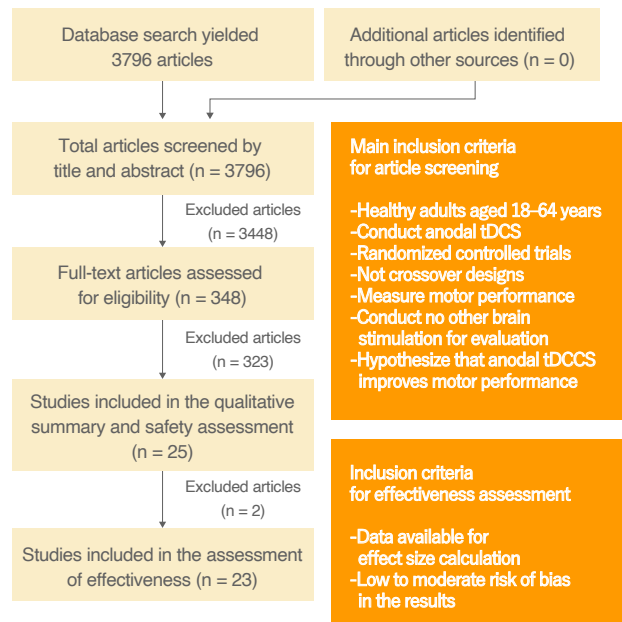 Database search yielded
3796 articles
Additional articles identified
through other sources (n = 0)
Total articles screened by
title and abstract (n = 3796)
Excluded articles
(n = 3448)
Full-text articles assessed
for eligibility (n = 348)
Excluded articles
(n = 323)
Studies included in the qualitative
summary and safety assessment
(n = 25)
Excluded articles
(n = 2)
Studies included in the assessment
of effectiveness (n = 23)
Main inclusion criteria
for article screening
-Healthy adults aged 18–64 years
-Conduct anodal tDCS
-Randomized controlled trials
-Not crossover designs
-Measure motor performance
-Conduct no other brain
stimulation for evaluation
-Hypothesize that anodal tDCCS
improves motor performance
Inclusion criteria
for effectiveness assessment
-Data available for
effect size calculation
-Low to moderate risk of bias
in the results